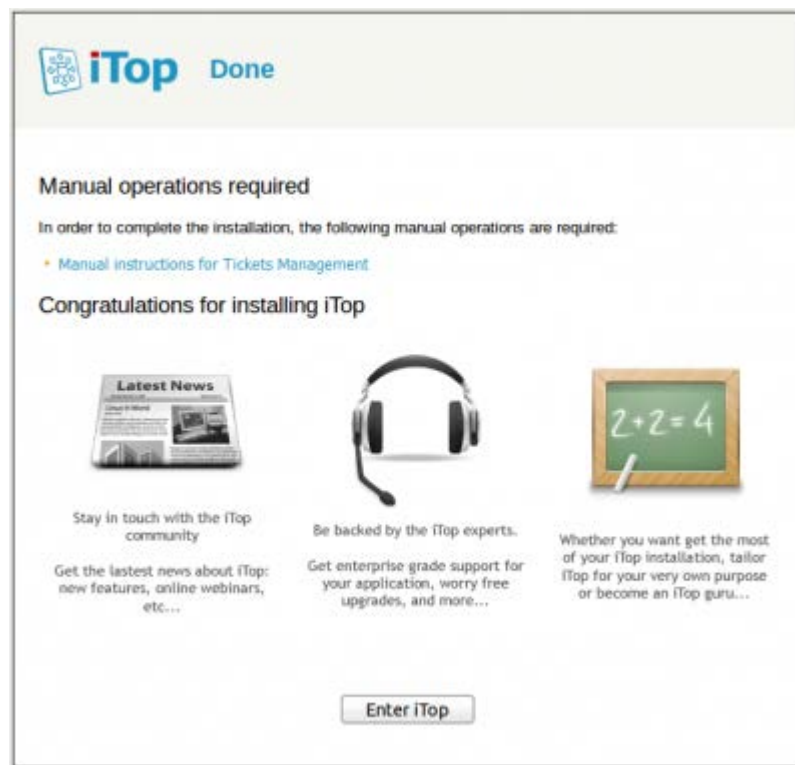 iTop Done
Manual operations required
In order to complete the installation, the following manual operations are required:
• Manual instructions for Tickets Management
Congratulations for installing iTop
Latest News
2+2=4
Stay in touch with the iTop
community
Get the lastest news about iTop:
new features, online webinars,
etc...
Be backed by the iTop experts.
Get enterprise grade support for
your application, worry free
upgrades, and more...
Whether you want get the most
of your iTop installation, tailor
iTop for your very own purpose
or become an iTop guru...
Enter iTop